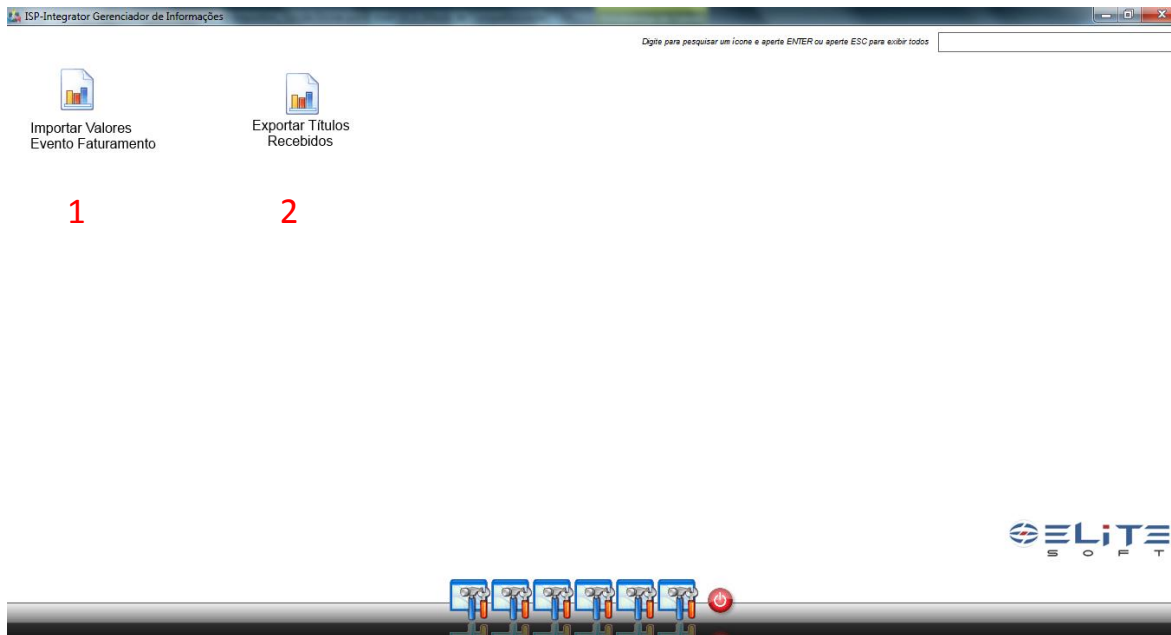 ISP-Integrator Gerenciador de Informações
Digite para pesquisar um ícone e aperte ENTER ou aperte ESC para exibir todos
Importar Valores
Evento Faturamento
Exportar Títulos
Recebidos
1
2
ELiTE
SOFT